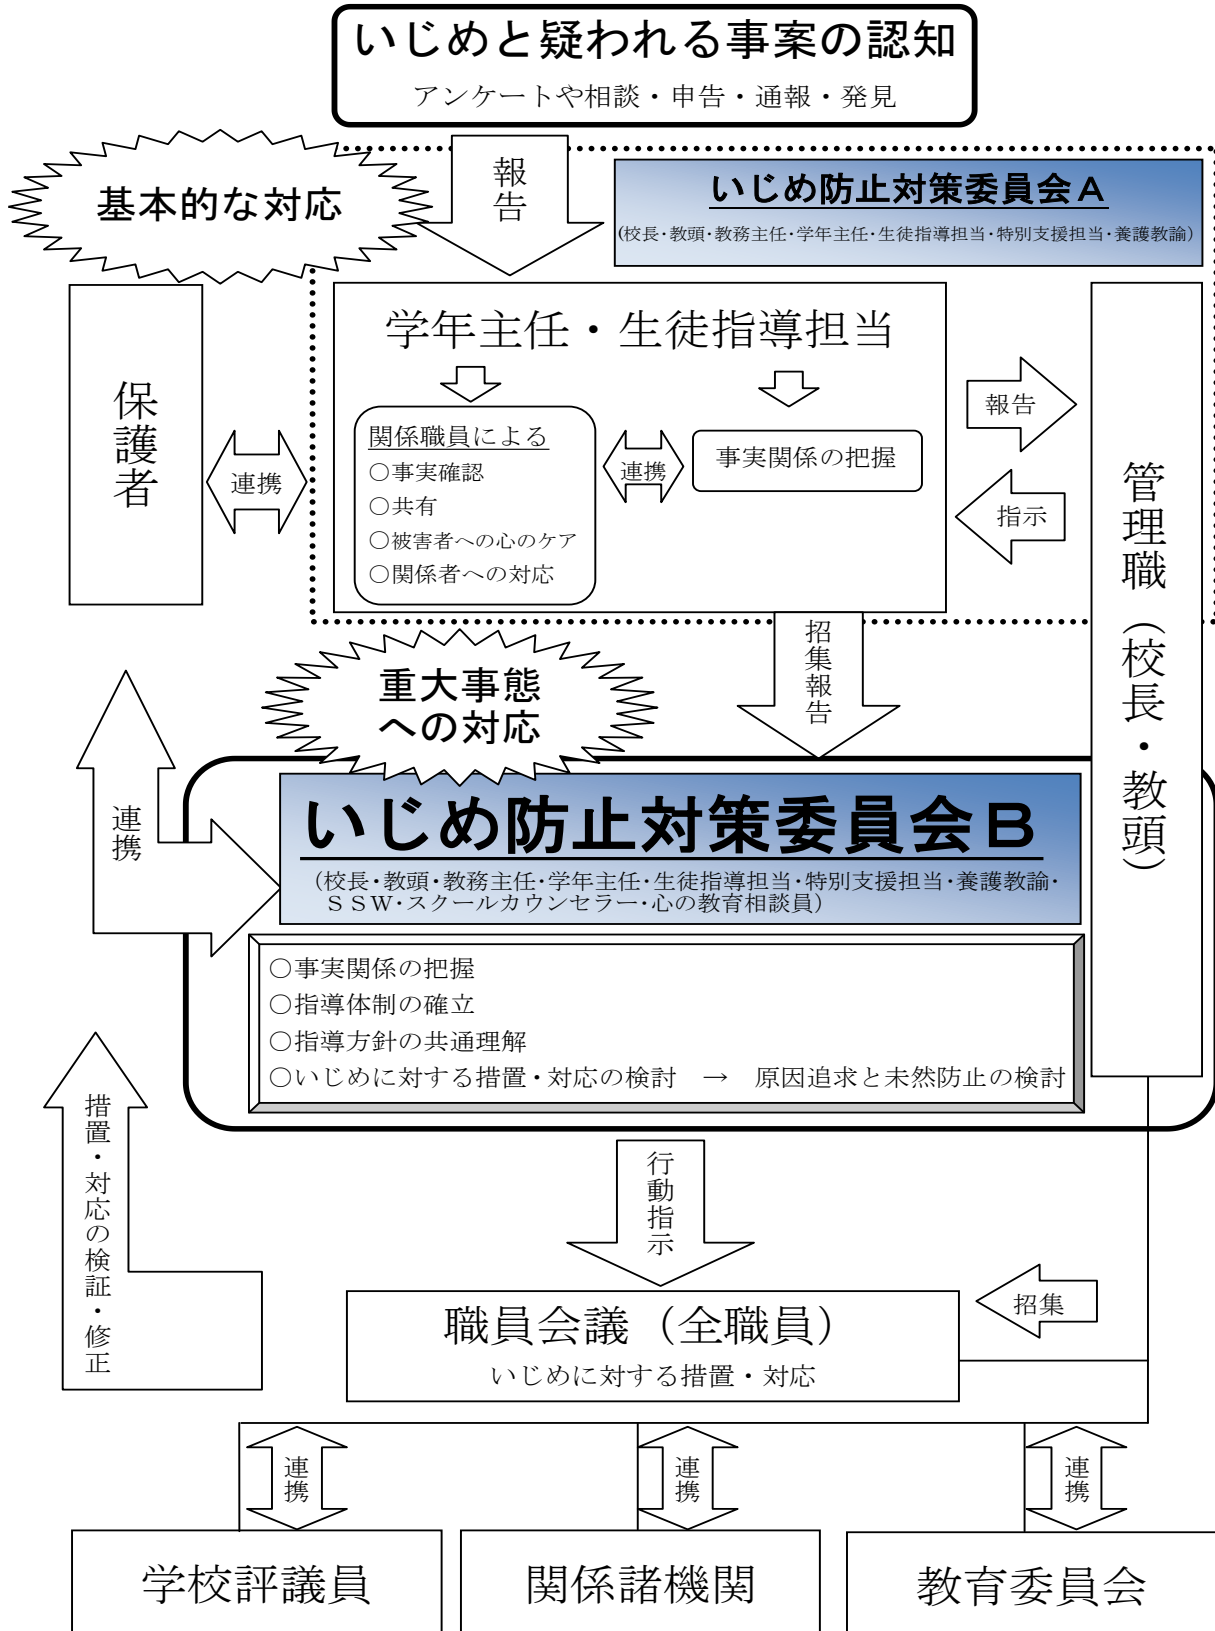 いじめと疑われる事案の認知
アンケートや相談・申告・通報・発見
基本的な対応
報告
いじめ防止対策委員会A
(校長・教頭・教務主任・学年主任・生徒指導担当・特別支援担当・養護教諭)
保護者
連携
学年主任・生徒指導担当
関係職員による
○事実確認
○共有
○被害者への心のケア
○関係者への対応
連携
事実関係の把握
報告
指示
管理職（校長・教頭）
招集報告
重大事態
への対応
連携
いじめ防止対策委員会B
(校長・教頭・教務主任・学年主任・生徒指導担当・特別支援担当・養護教諭・
SSW・スクールカウンセラー・心の教育相談員)
○事実関係の把握
○指導体制の確立
○指導方針の共通理解
○いじめに対する措置・対応の検討　→　原因追求と未然防止の検討
措置・対応の検証・修正
行動指示
招集
職員会議（全職員）
いじめに対する措置・対応
連携
連携
連携
学校評議員
関係諸機関
教育委員会